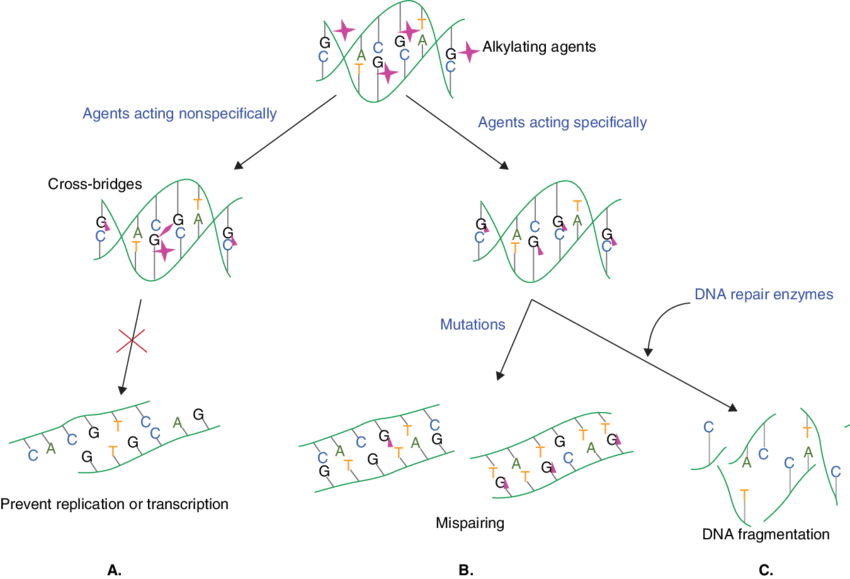 Alkylating agents
Agents acting nonspecifically
Agents acting specifically
Cross-bridges
DNA repair enzymes
Mutations
Prevent replication or transcription
Mispairing
DNA fragmentation
A.
B.
C.